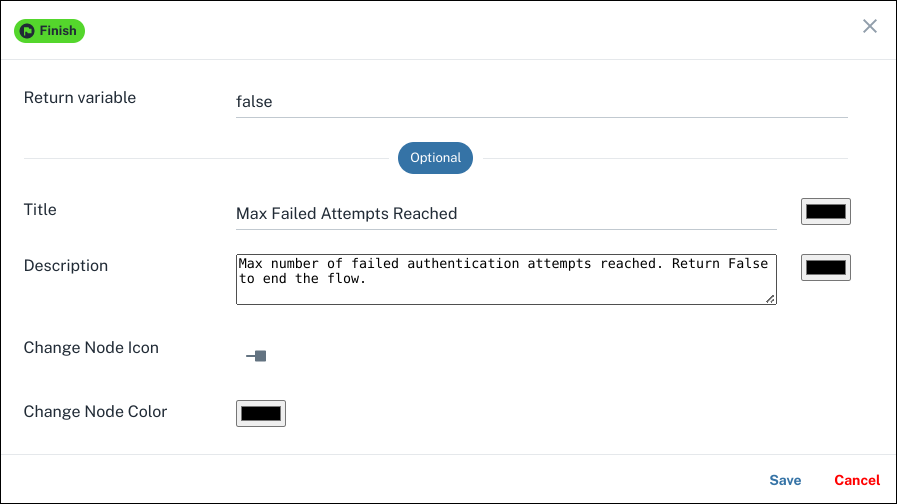 Finish
Return variable
false
Optional
Title
Max Failed Attempts Reached
Description
Max number of failed authentication attempts reached. Return False
to end the flow.
Change Node Icon
Change Node Color
Save
Cancel